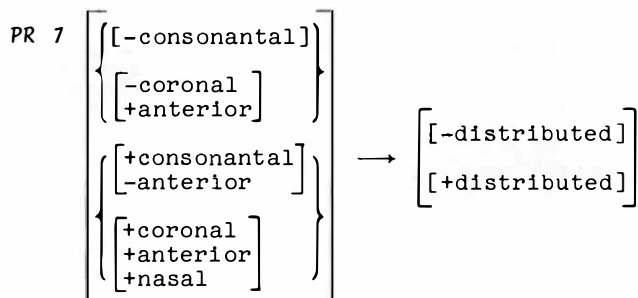 PR 7 [-consonantal]
[-coronal
+anterior]
[-distributed]
[+consonantal
-anterior]
[+distributed]
[+coronal
+anterior
+nasal]